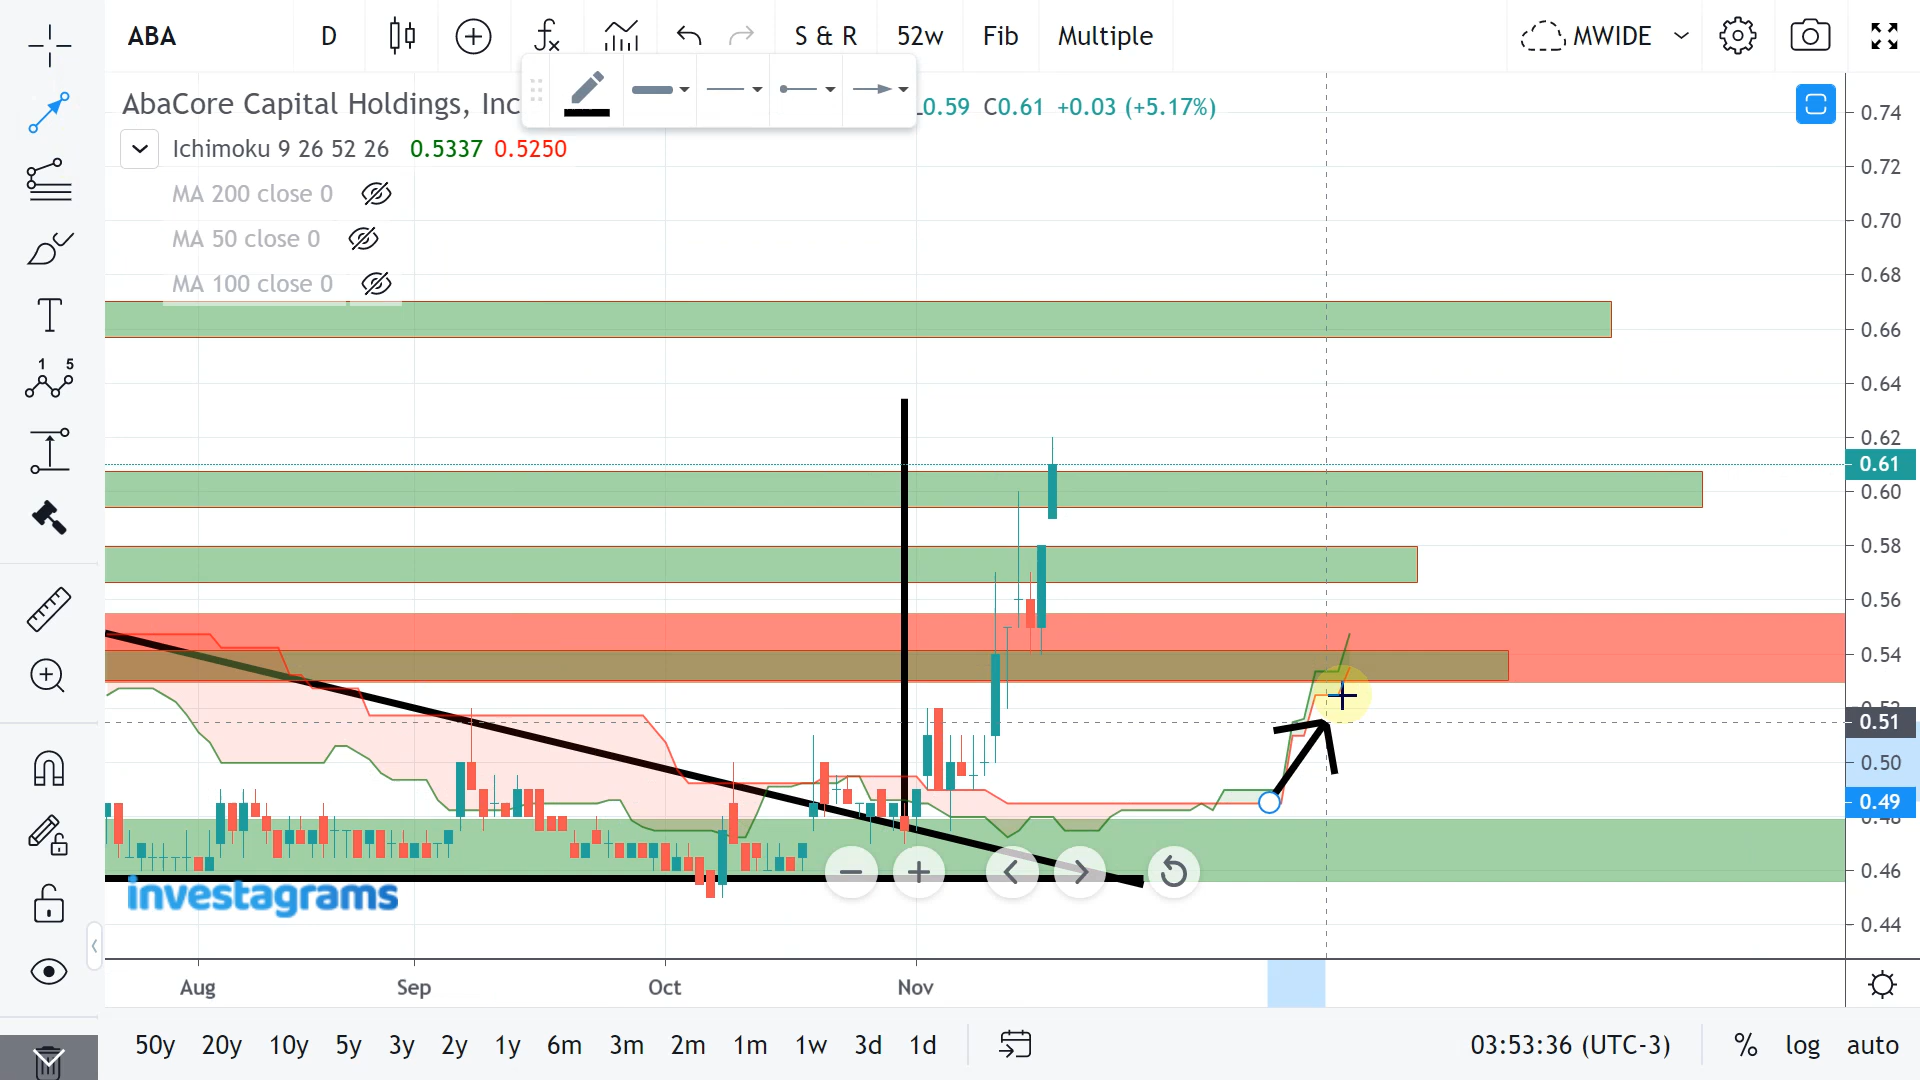 ABA D S & R 52w Fib Multiple MWIDE
AbaCore Capital Holdings, Inc
0.59 C0.61 +0.03 (+5.17%)
Ichimoku 9 26 52 26 0.5337 0.5250
MA 200 close 0
MA 50 close 0
MA 100 close 0
1 5
0.74
0.72
0.70
0.68
0.66
0.64
0.62
0.61
0.60
0.58
0.56
0.54
0.51
0.50
0.49
0.46
0.44
investagrams
Aug Sep Oct Nov
50y 20y 10y 5y 3y 2y 1y 6m 3m 2m 1m 1w 3d 1d 03:53:36 (UTC-3) % log auto